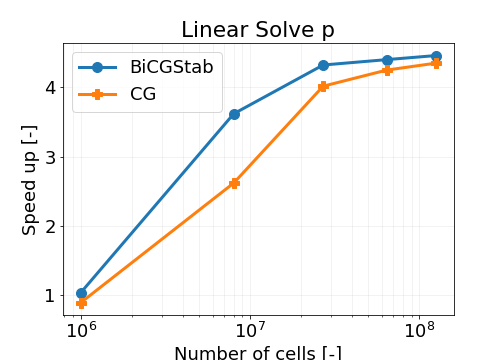 Linear Solve p
BiCGStab
CG
Speed up [-]
4
3
2
1
10⁶
10⁷
10⁸
Number of cells [-]